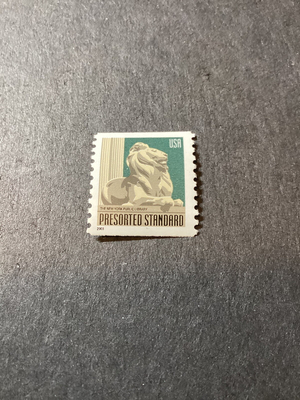 USA
THE NEW YORK PUBLIC LIBRARY
PRESORTED STANDARD